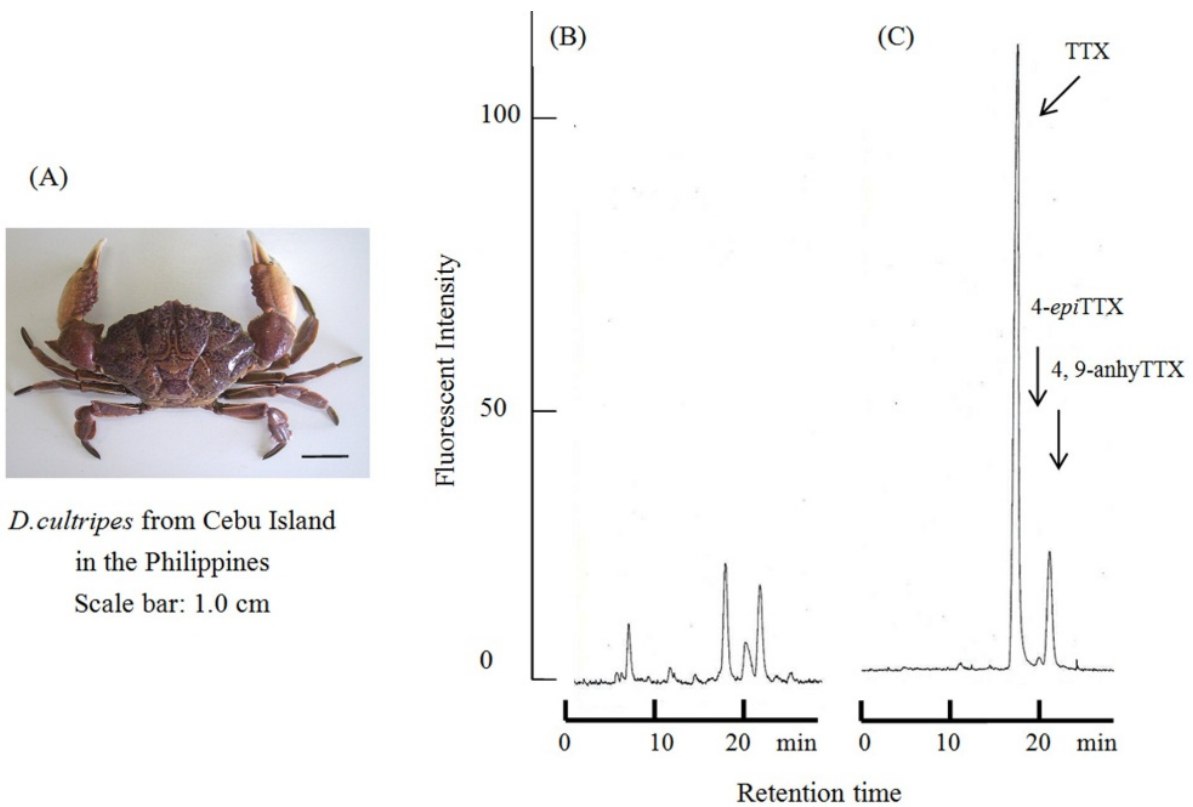 (A)
D.cultripes from Cebu Island
in the Philippines
Scale bar: 1.0 cm
(B)
(C)
Fluorescent Intensity
100
50
0
TTX
4-epiTTX
4, 9-anhyTTX
0 10 20 min
0 10 20 min
Retention time